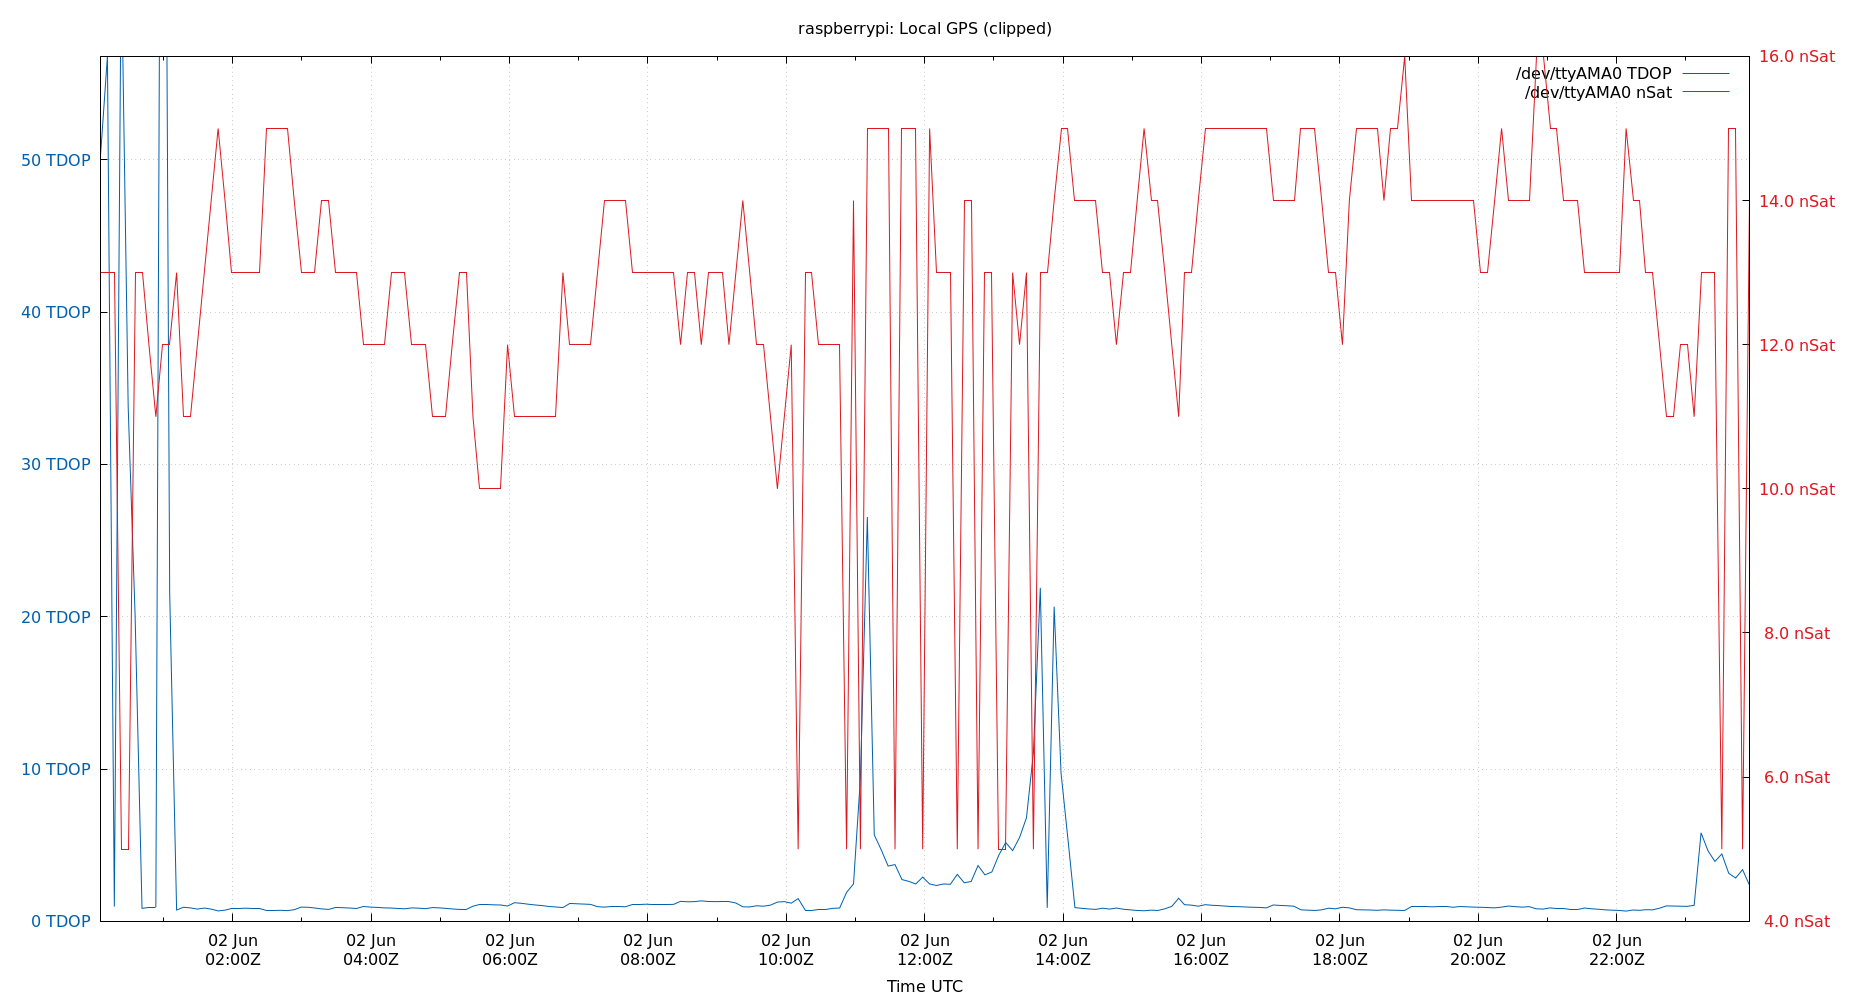 raspberrypi: Local GPS (clipped)
16.0 nSat
/dev/ttyAMA0 TDOP
/dev/ttyAMA0 nSat
50 TDOP
14.0 nSat
40 TDOP
12.0 nSat
30 TDOP
10.0 nSat
20 TDOP
8.0 nSat
10 TDOP
6.0 nSat
0 TDOP
4.0 nSat
02 Jun 02 Jun 02 Jun 02 Jun 02 Jun 02 Jun 02 Jun 02 Jun 02 Jun 02 Jun 02 Jun
02:00Z 04:00Z 06:00Z 08:00Z 10:00Z 12:00Z 14:00Z 16:00Z 18:00Z 20:00Z 22:00Z
Time UTC